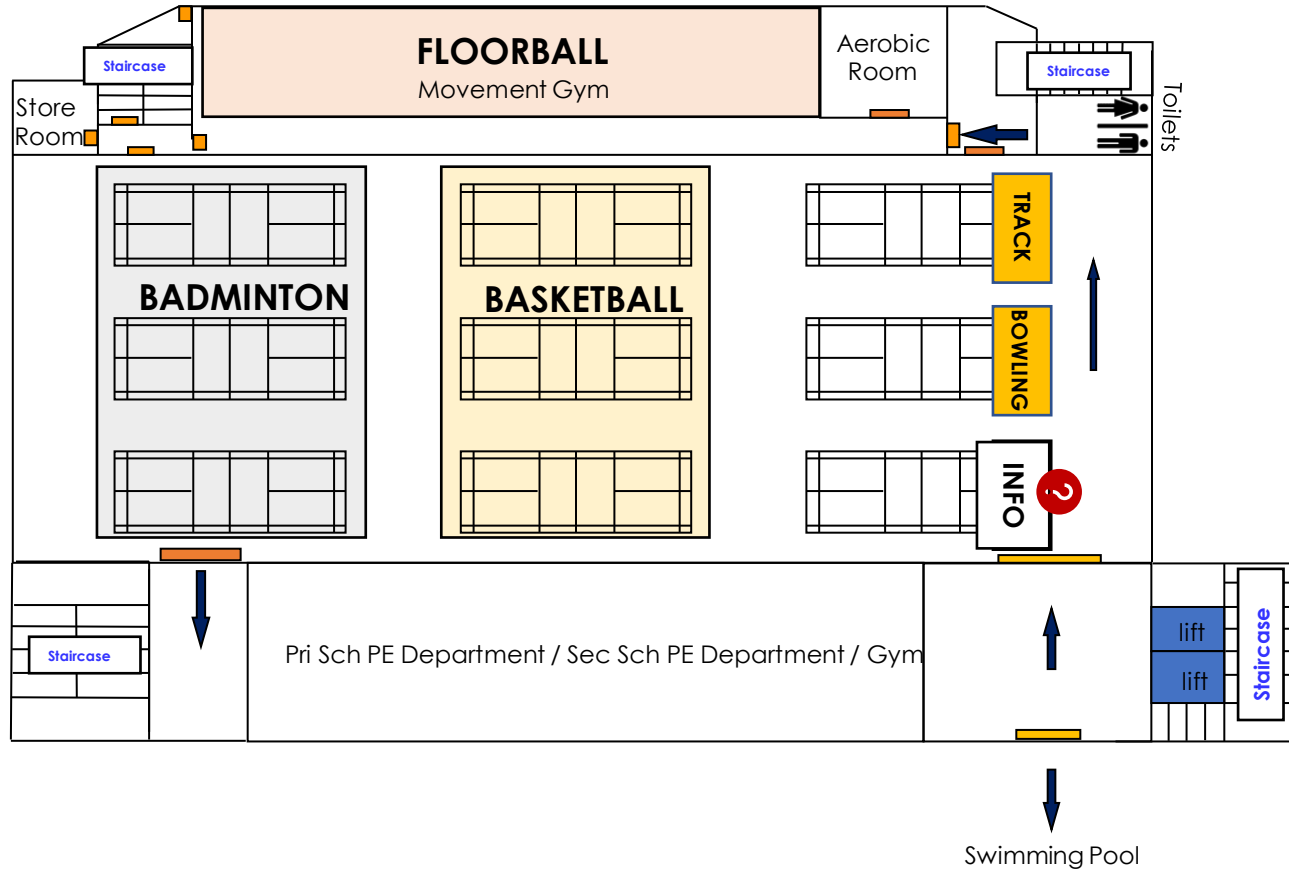 FLOORBALL
Movement Gym
Aerobic
Room
Staircase
Staircase
Store
Room
Toilets
TRACK
BADMINTON
BASKETBALL
BOWLING
INFO
?
Staircase
Pri Sch PE Department / Sec Sch PE Department / Gym
lift
lift
Staircase
Swimming Pool